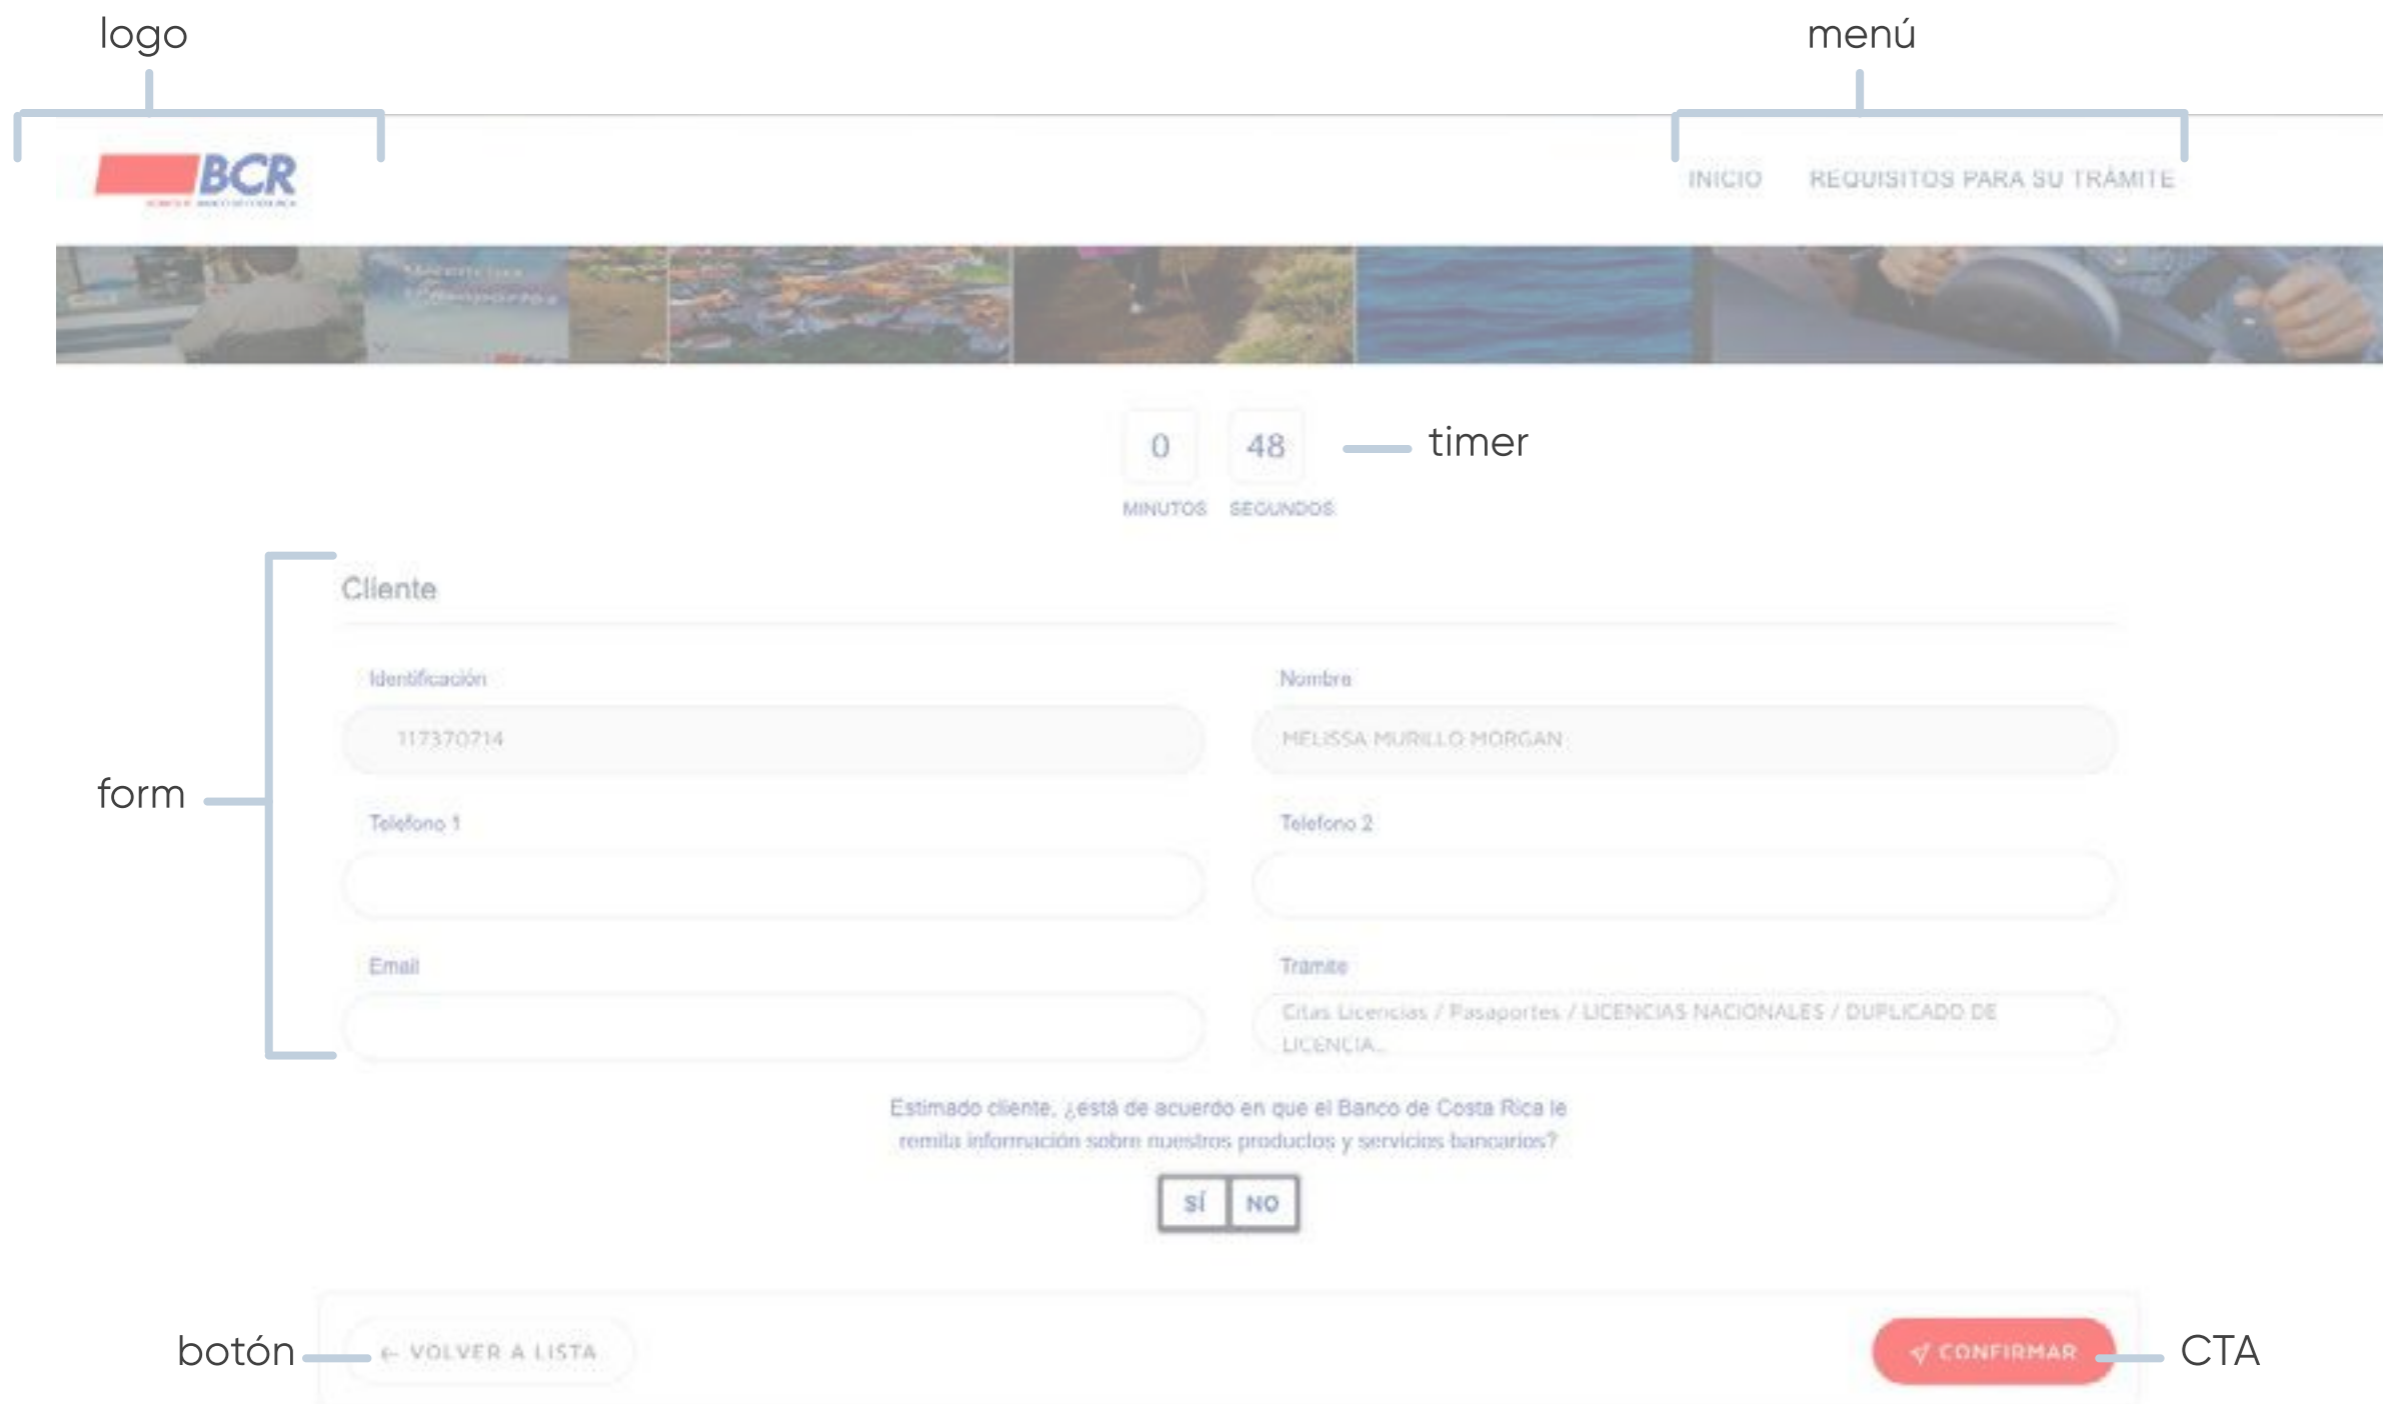 logo
menú
BCR
INICIO REQUISITOS PARA SU TRÁMITE
0 48
timer
MINUTOS SEGUNDOS
Cliente
Identificación Nombre
117370714 MELISSA MURILLO MORGAN
form
Telefono 1 Telefono 2
Email Trámite
Citas Licencias / Pasaportes / LICENCIAS NACIONALES / DUPLICADO DE
LICENCIA...
Estimado cliente, ¿está de acuerdo en que el Banco de Costa Rica le
remita información sobre nuestros productos y servicios bancarios?
SÍ NO
botón
← VOLVER A LISTA
CONFIRMAR
CTA